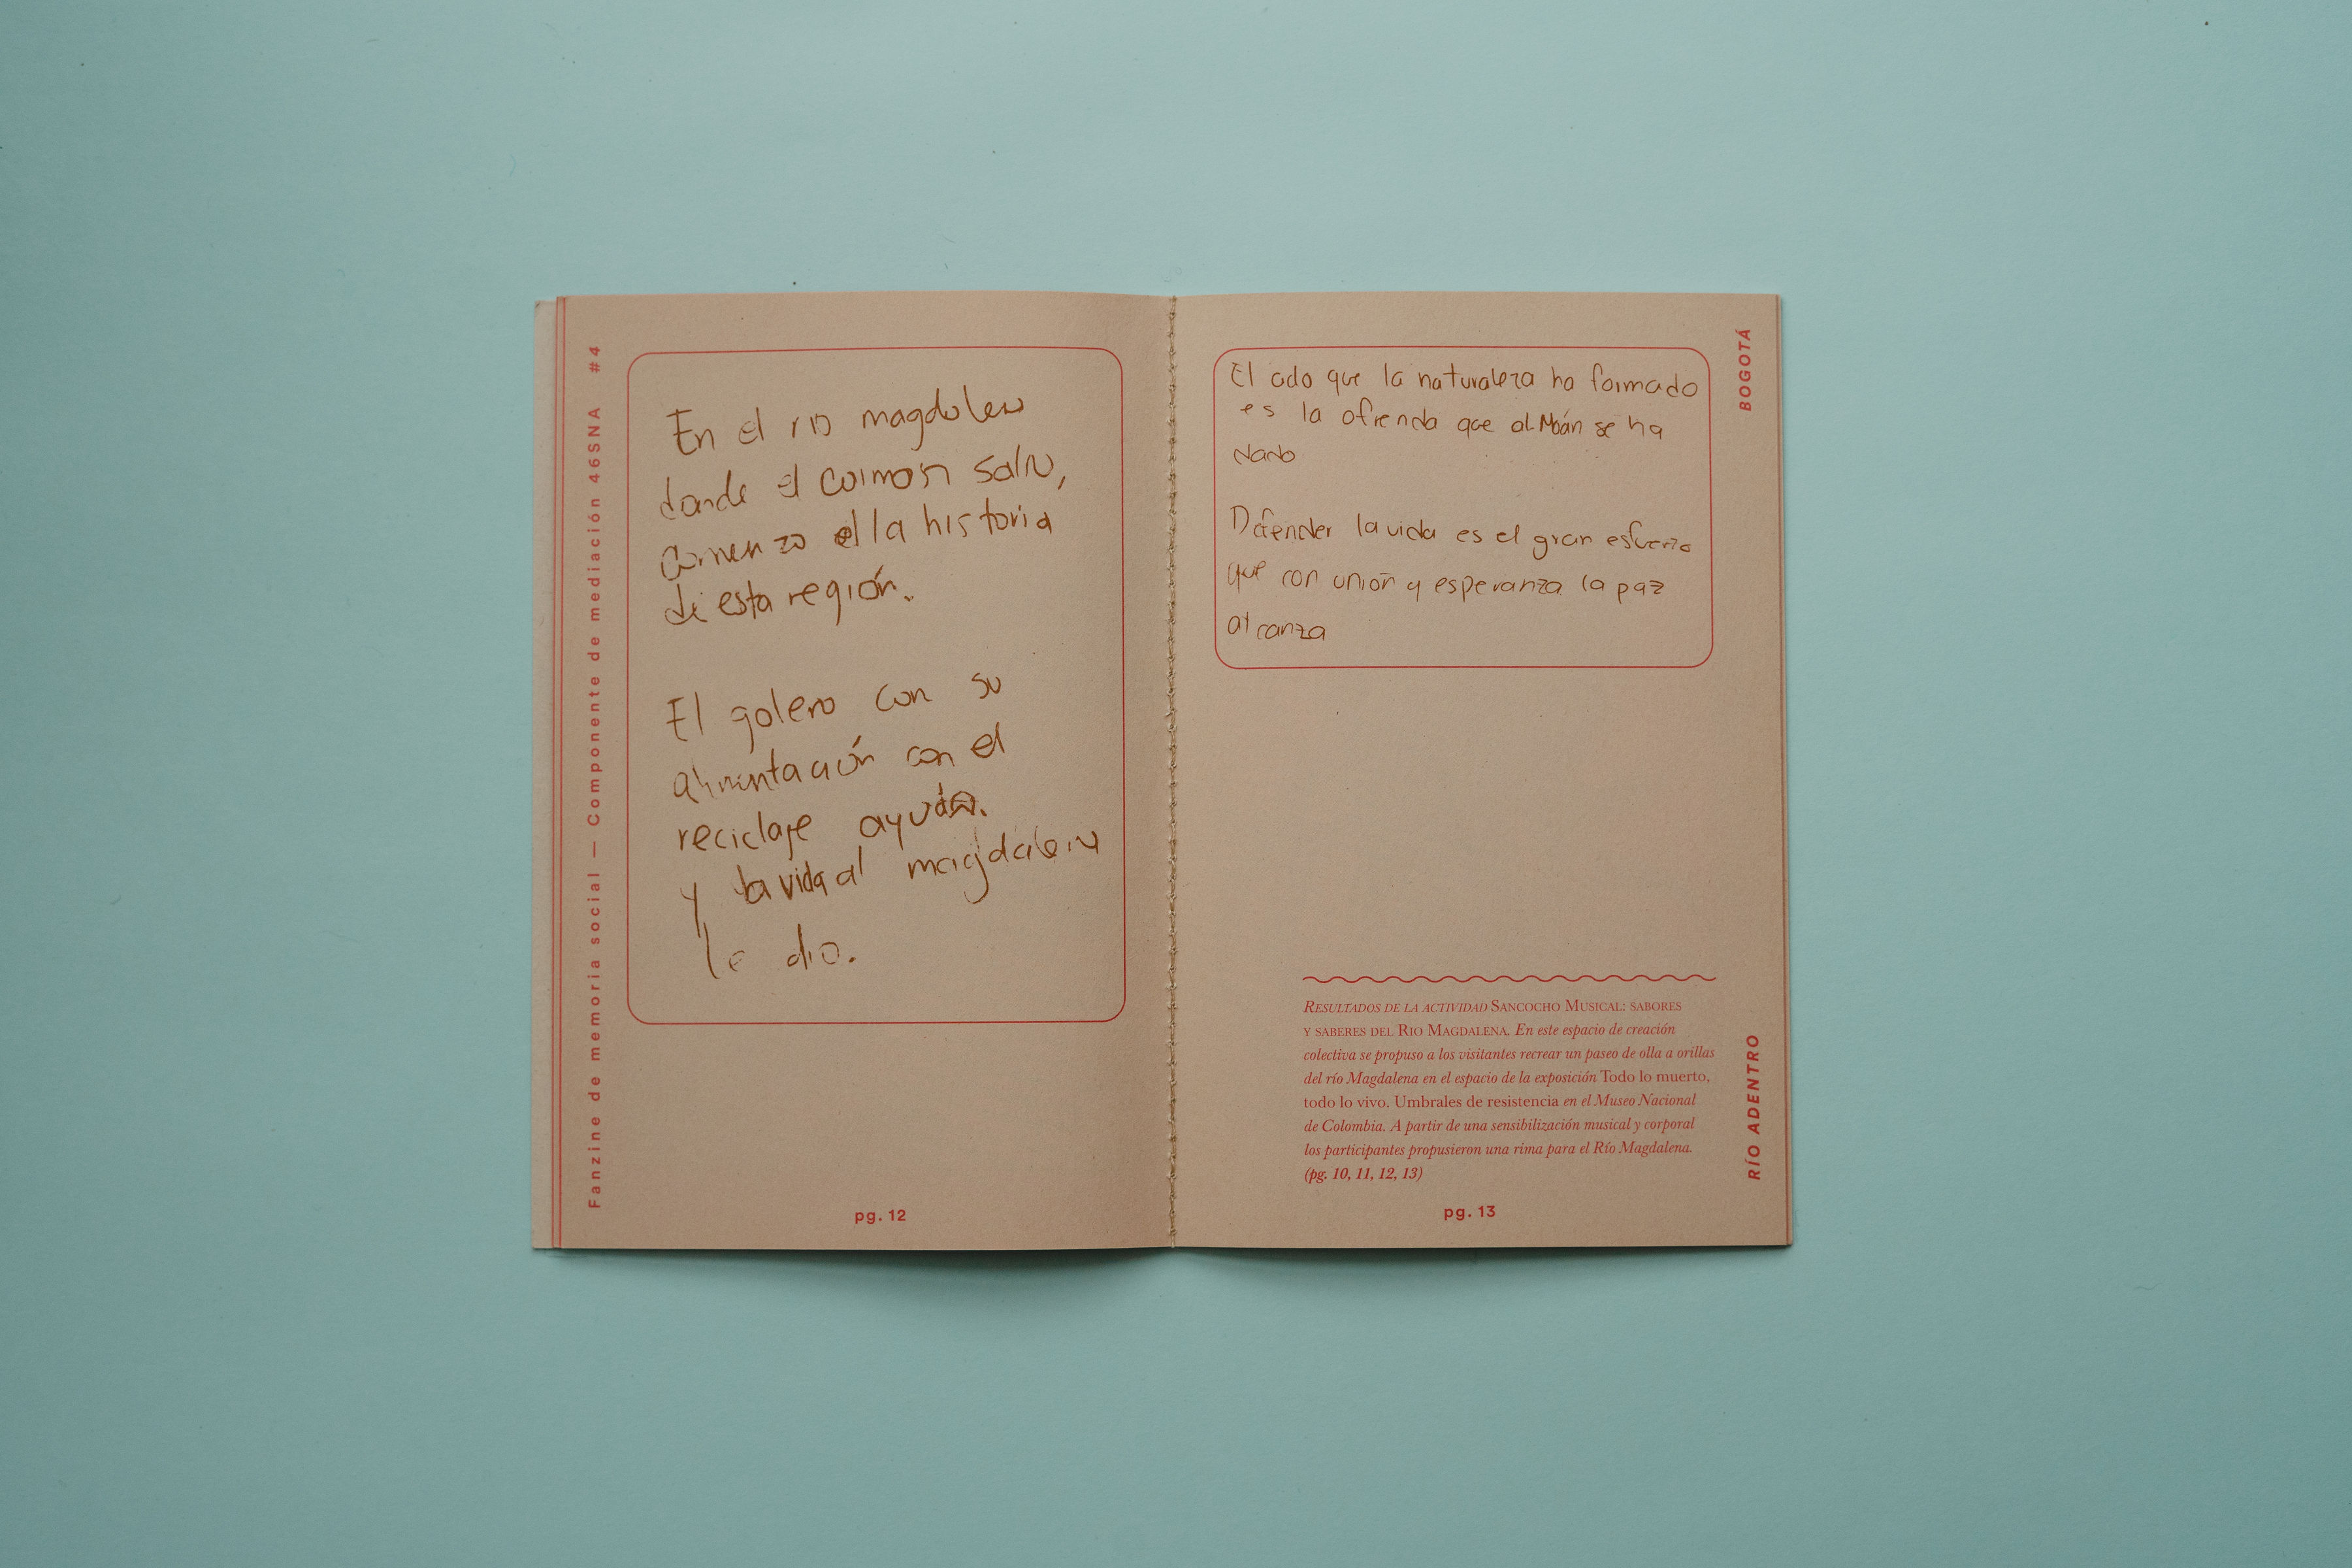 Fanzine de memoria social — Componente de mediación 46SNA #4
En el rio magdalena
donde el caiman salio,
comenzo la historia
de esta región.
El golero con su
alimentación con el
reciclaje ayudó.
y la vida al magdalena
le dio.
pg. 12
BOGOTÁ
El ado que la naturaleza ha formado
es la ofrenda que al Moán se ha
dado
Defender la vida es el gran esfuerzo
que con unión y esperanza la paz
alcanza
RESULTADOS DE LA ACTIVIDAD SANCOCHO MUSICAL: SABORES
Y SABERES DEL RIO MAGDALENA. En este espacio de creación
colectiva se propuso a los visitantes recrear un paseo de olla a orillas
del río Magdalena en el espacio de la exposición Todo lo muerto,
todo lo vivo. Umbrales de resistencia en el Museo Nacional
de Colombia. A partir de una sensibilización musical y corporal
los participantes propusieron una rima para el Río Magdalena.
(pg. 10, 11, 12, 13)
RÍO ADENTRO
pg. 13